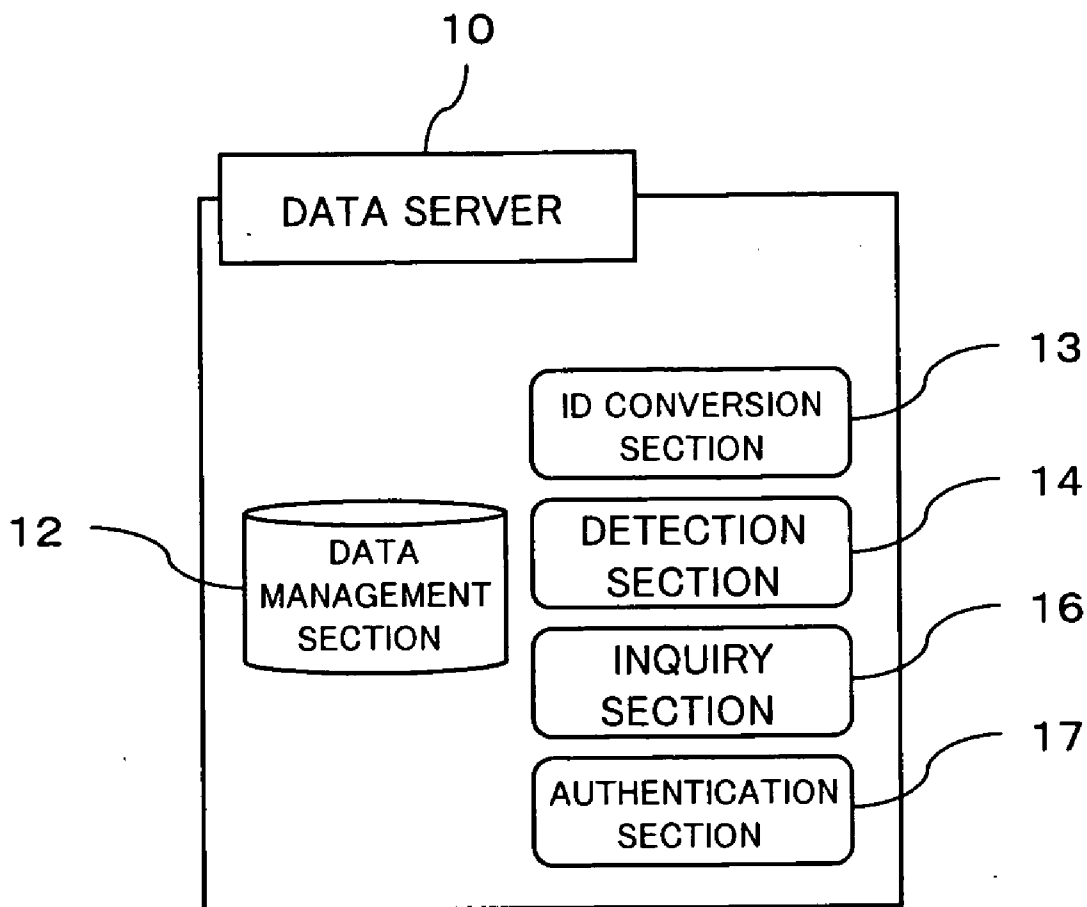 10
DATA SERVER
13
ID CONVERSION
SECTION
14
DETECTION
SECTION
12
DATA
MANAGEMENT
SECTION
16
INQUIRY
SECTION
17
AUTHENTICATION
SECTION